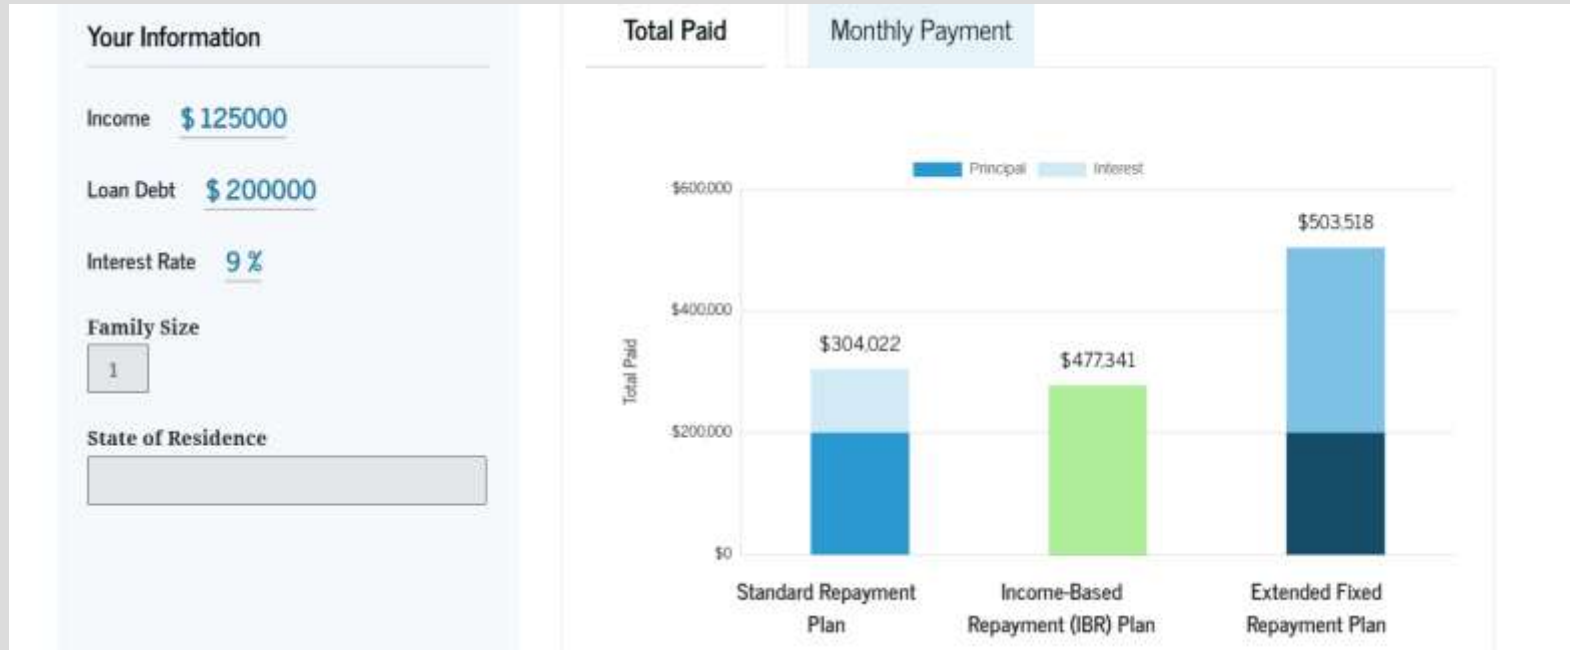 Your Information
Income $ 125000
Loan Debt $ 200000
Interest Rate 9 %
Family Size
1
State of Residence
Total Paid
Monthly Payment
Principal
Interest
$600,000
$503,518
$400,000
$304,022
$477,341
Total Paid
$200,000
$0
Standard Repayment
Plan
Income-Based
Repayment (IBR) Plan
Extended Fixed
Repayment Plan